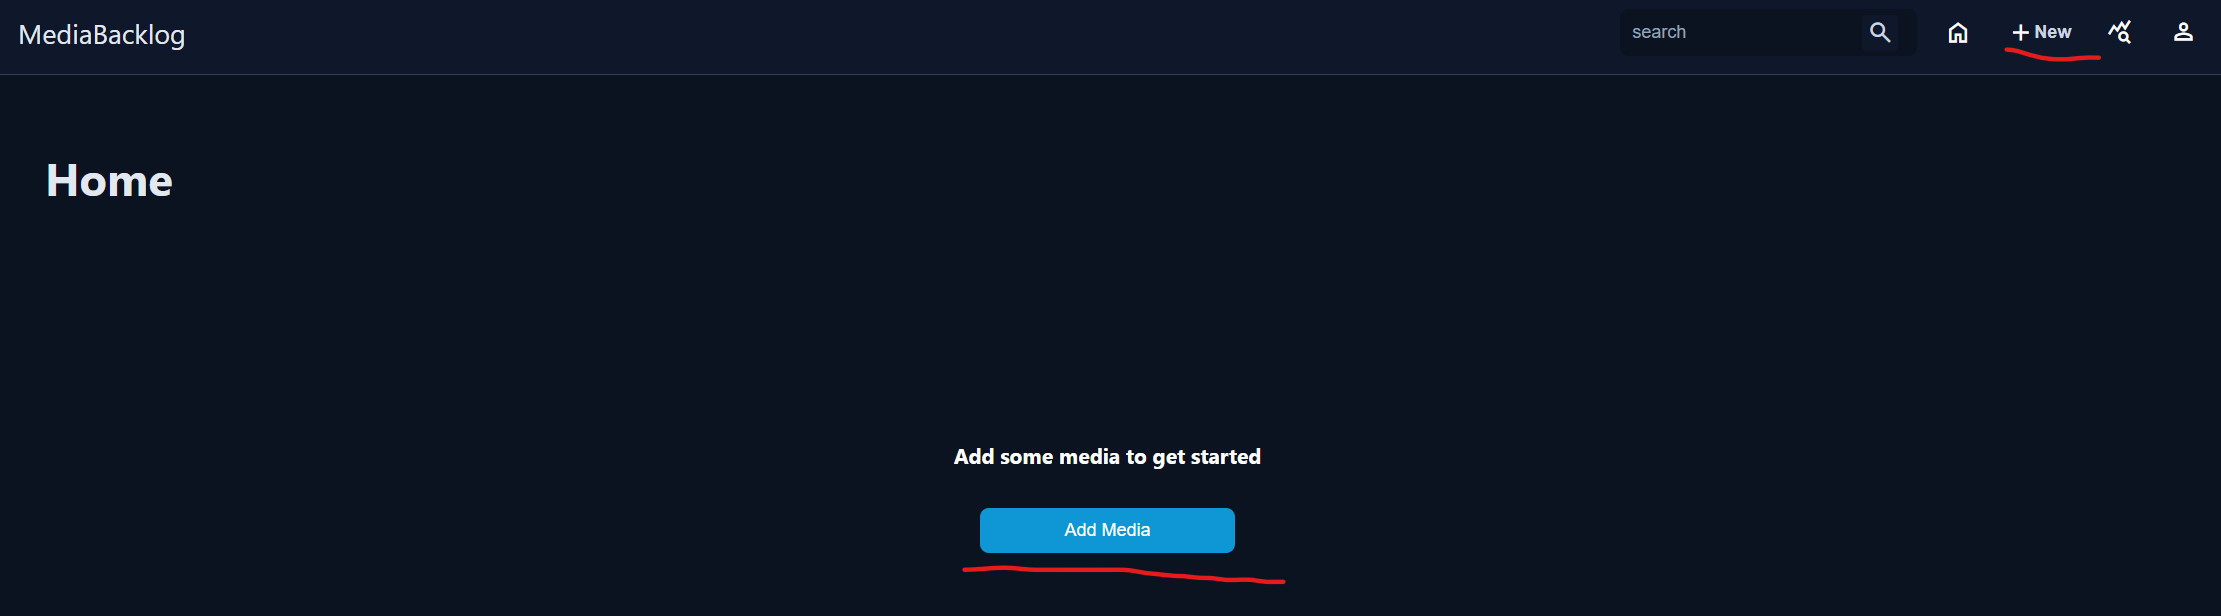 MediaBacklog
search
New
Home
Add some media to get started
Add Media